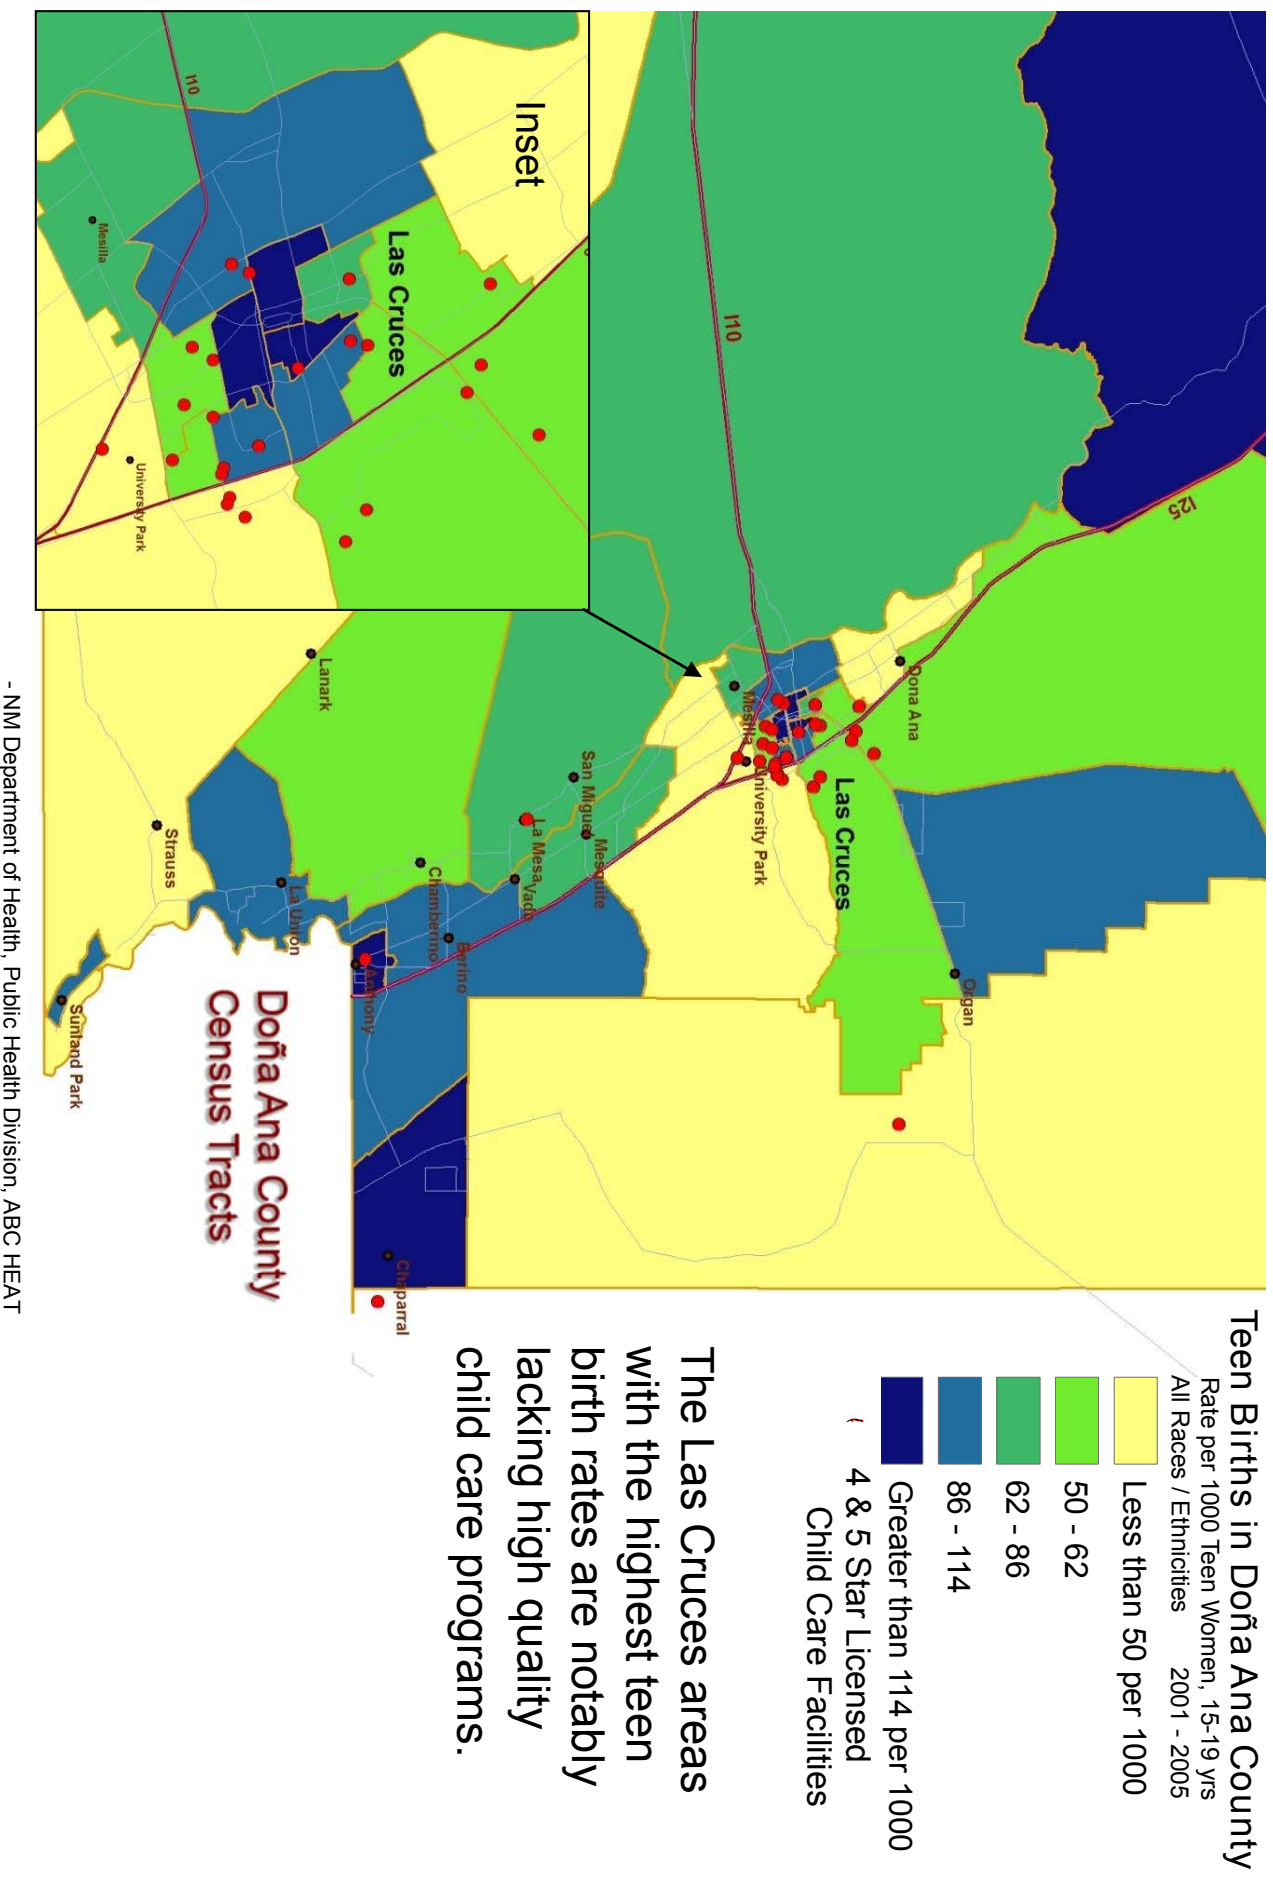 Teen Births in Doña Ana County
Rate per 1000 Teen Women, 15-19 yrs
All Races / Ethnicities 2001 - 2005
Less than 50 per 1000
50 - 62
62 - 86
86 - 114
Greater than 114 per 1000
4 & 5 Star Licensed
Child Care Facilities
The Las Cruces areas
with the highest teen
birth rates are notably
lacking high quality
child care programs.
I25
Organ
Dona Ana
Las Cruces
University Park
Mesilla
I10
Mesquite
San Miguel
La Mesa
Vado
Berino
Chamberino
Anthony
Chaparral
Lanark
La Union
Strauss
Sunland Park
Doña Ana County
Census Tracts
Inset
Las Cruces
I10
Mesilla
University Park
- NM Department of Health, Public Health Division, ABC HEAT